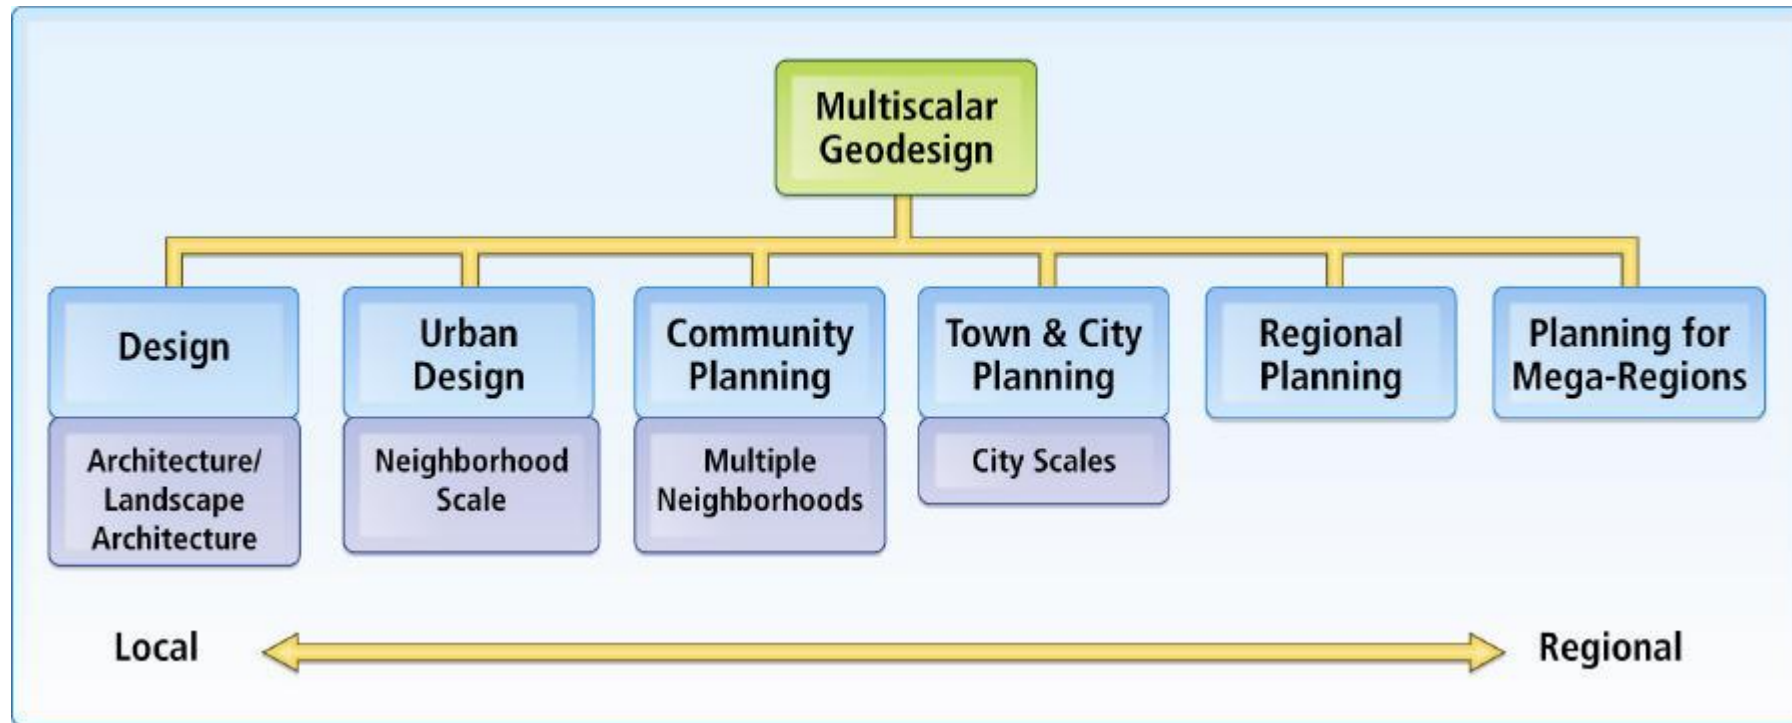 Multiscalar
Geodesign
Design
Urban
Design
Community
Planning
Town & City
Planning
Regional
Planning
Planning for
Mega-Regions
Architecture/
Landscape
Architecture
Neighborhood
Scale
Multiple
Neighborhoods
City Scales
Local
Regional